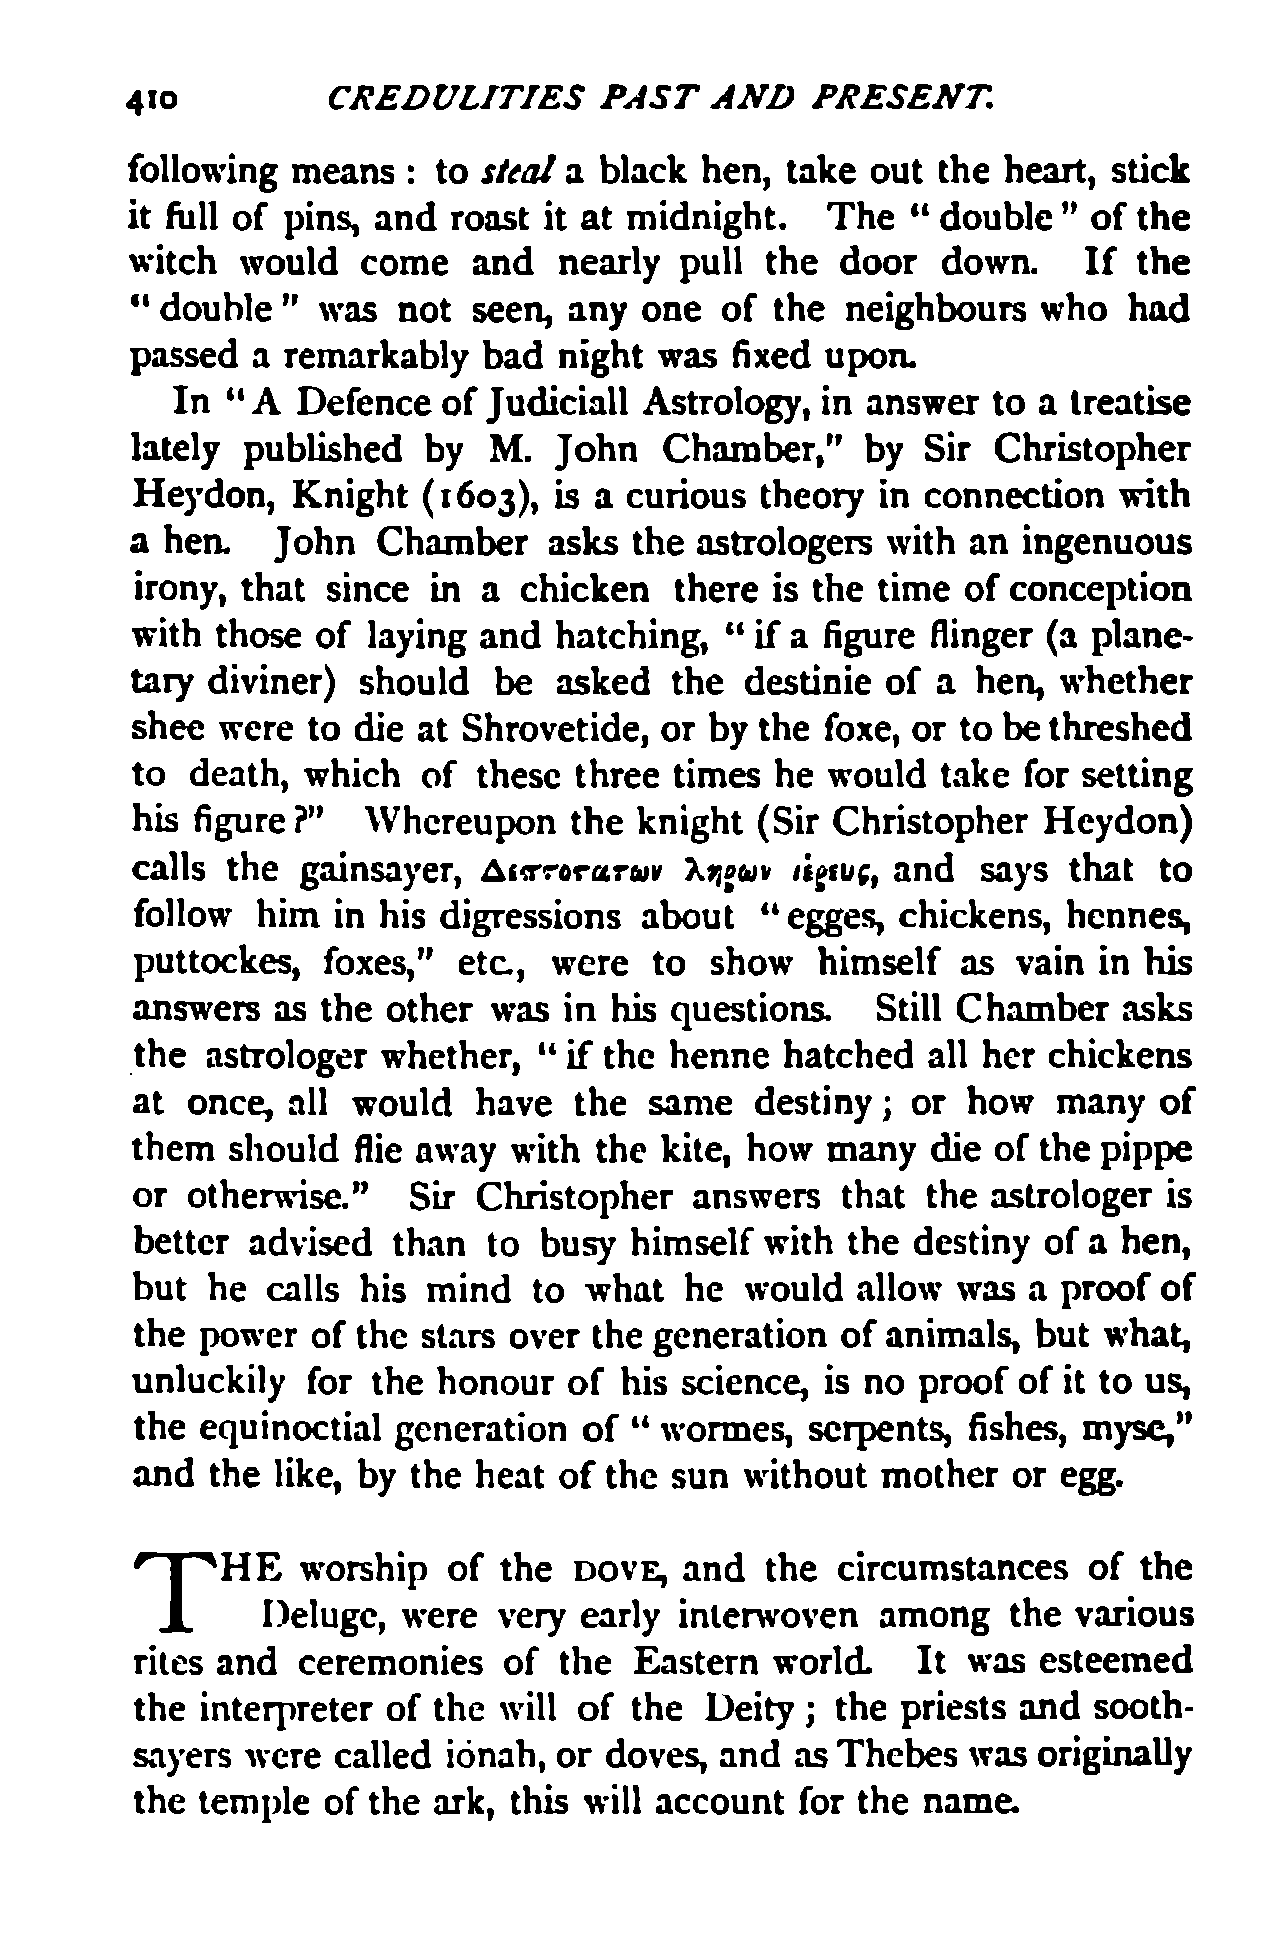 410 CREDULITIES PAST AND PRESENT.
following means : to steal a black hen, take out the heart, stick
it full of pins, and roast it at midnight. The “ double ” of the
witch would come and nearly pull the door down. If the
“ double ” was not seen, any one of the neighbours who had
passed a remarkably bad night was fixed upon.
In “ A Defence of Judiciall Astrology, in answer to a treatise
lately published by M. John Chamber,” by Sir Christopher
Heydon, Knight (1603), is a curious theory in connection with
a hen. John Chamber asks the astrologers with an ingenuous
irony, that since in a chicken there is the time of conception
with those of laying and hatching, “ if a figure flinger (a plane-
tary diviner) should be asked the destinie of a hen, whether
shee were to die at Shrovetide, or by the foxe, or to be threshed
to death, which of these three times he would take for setting
his figure ?” Whereupon the knight (Sir Christopher Heydon)
calls the gainsayer, ληρων and says that to
follow him in his digressions about “ egges, chickens, hennes,
puttockes, foxes,” etc., were to show himself as vain in his
answers as the other was in his questions. Still Chamber asks
the astrologer whether, “ if the henne hatched all her chickens
at once, all would have the same destiny ; or how many of
them should flie away with the kite, how many die of the pippe
or otherwise.” Sir Christopher answers that the astrologer is
better advised than to busy himself with the destiny of a hen,
but he calls his mind to what he would allow was a proof of
the power of the stars over the generation of animals, but what,
unluckily for the honour of his science, is no proof of it to us,
the equinoctial generation of “ wormes, serpents, fishes, myse,”
and the like, by the heat of the sun without mother or egg.
THE worship of the DOVE, and the circumstances of the
Deluge, were very early interwoven among the various
rites and ceremonies of the Eastern world. It was esteemed
the interpreter of the will of the Deity ; the priests and sooth-
sayers were called iònah, or doves, and as Thebes was originally
the temple of the ark, this will account for the name.